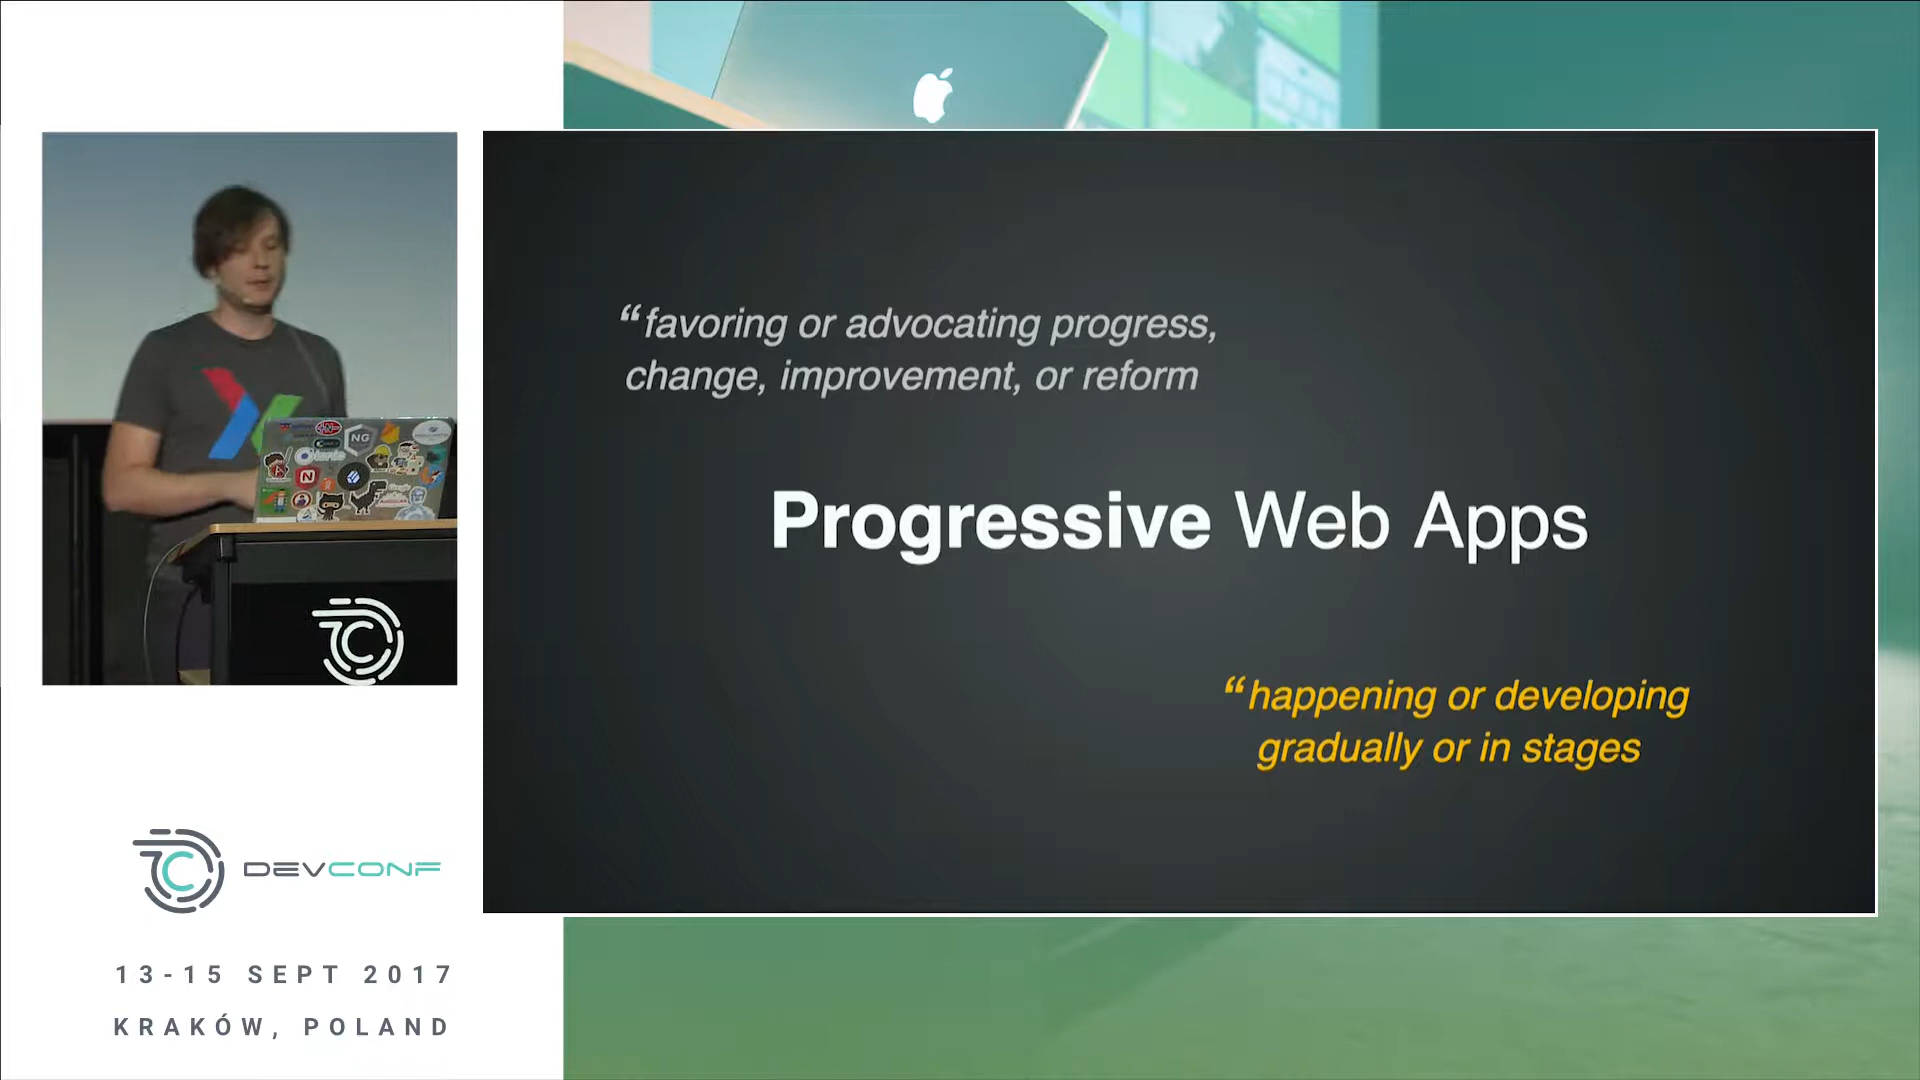 “favoring or advocating progress,
change, improvement, or reform
Progressive Web Apps
“happening or developing
gradually or in stages
NG
N
C
C DEVCONF
13-15 SEPT 2017
KRAKÓW, POLAND